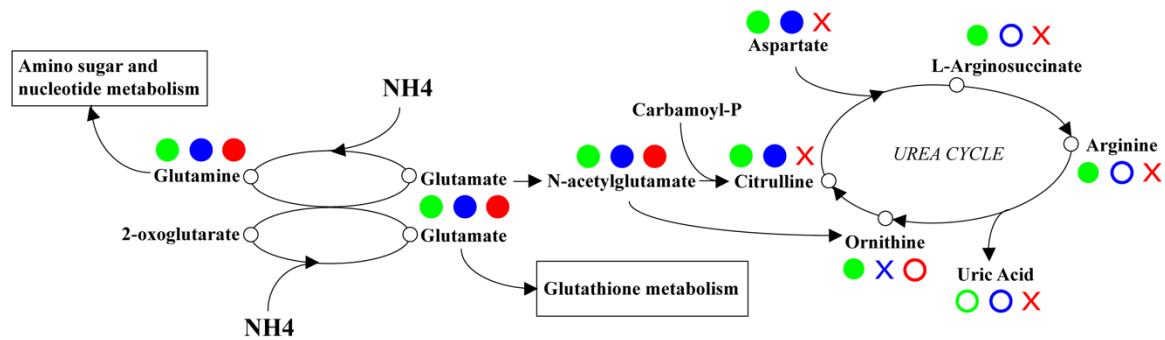 Aspartate
L-Arginosuccinate
Amino sugar and
nucleotide metabolism
NH4
Carbamoyl-P
UREA CYCLE
Arginine
Glutamine
Glutamate
N-acetylglutamate
Citrulline
2-oxoglutarate
Glutamate
Ornithine
Uric Acid
Glutathione metabolism
NH4